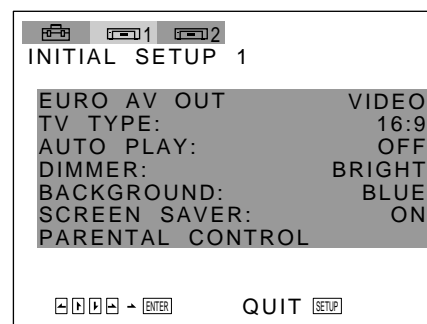 1 2
INITIAL SETUP 1
EURO AV OUT VIDEO
TV TYPE: 16:9
AUTO PLAY: OFF
DIMMER: BRIGHT
BACKGROUND: BLUE
SCREEN SAVER: ON
PARENTAL CONTROL
ENTER QUIT SETUP